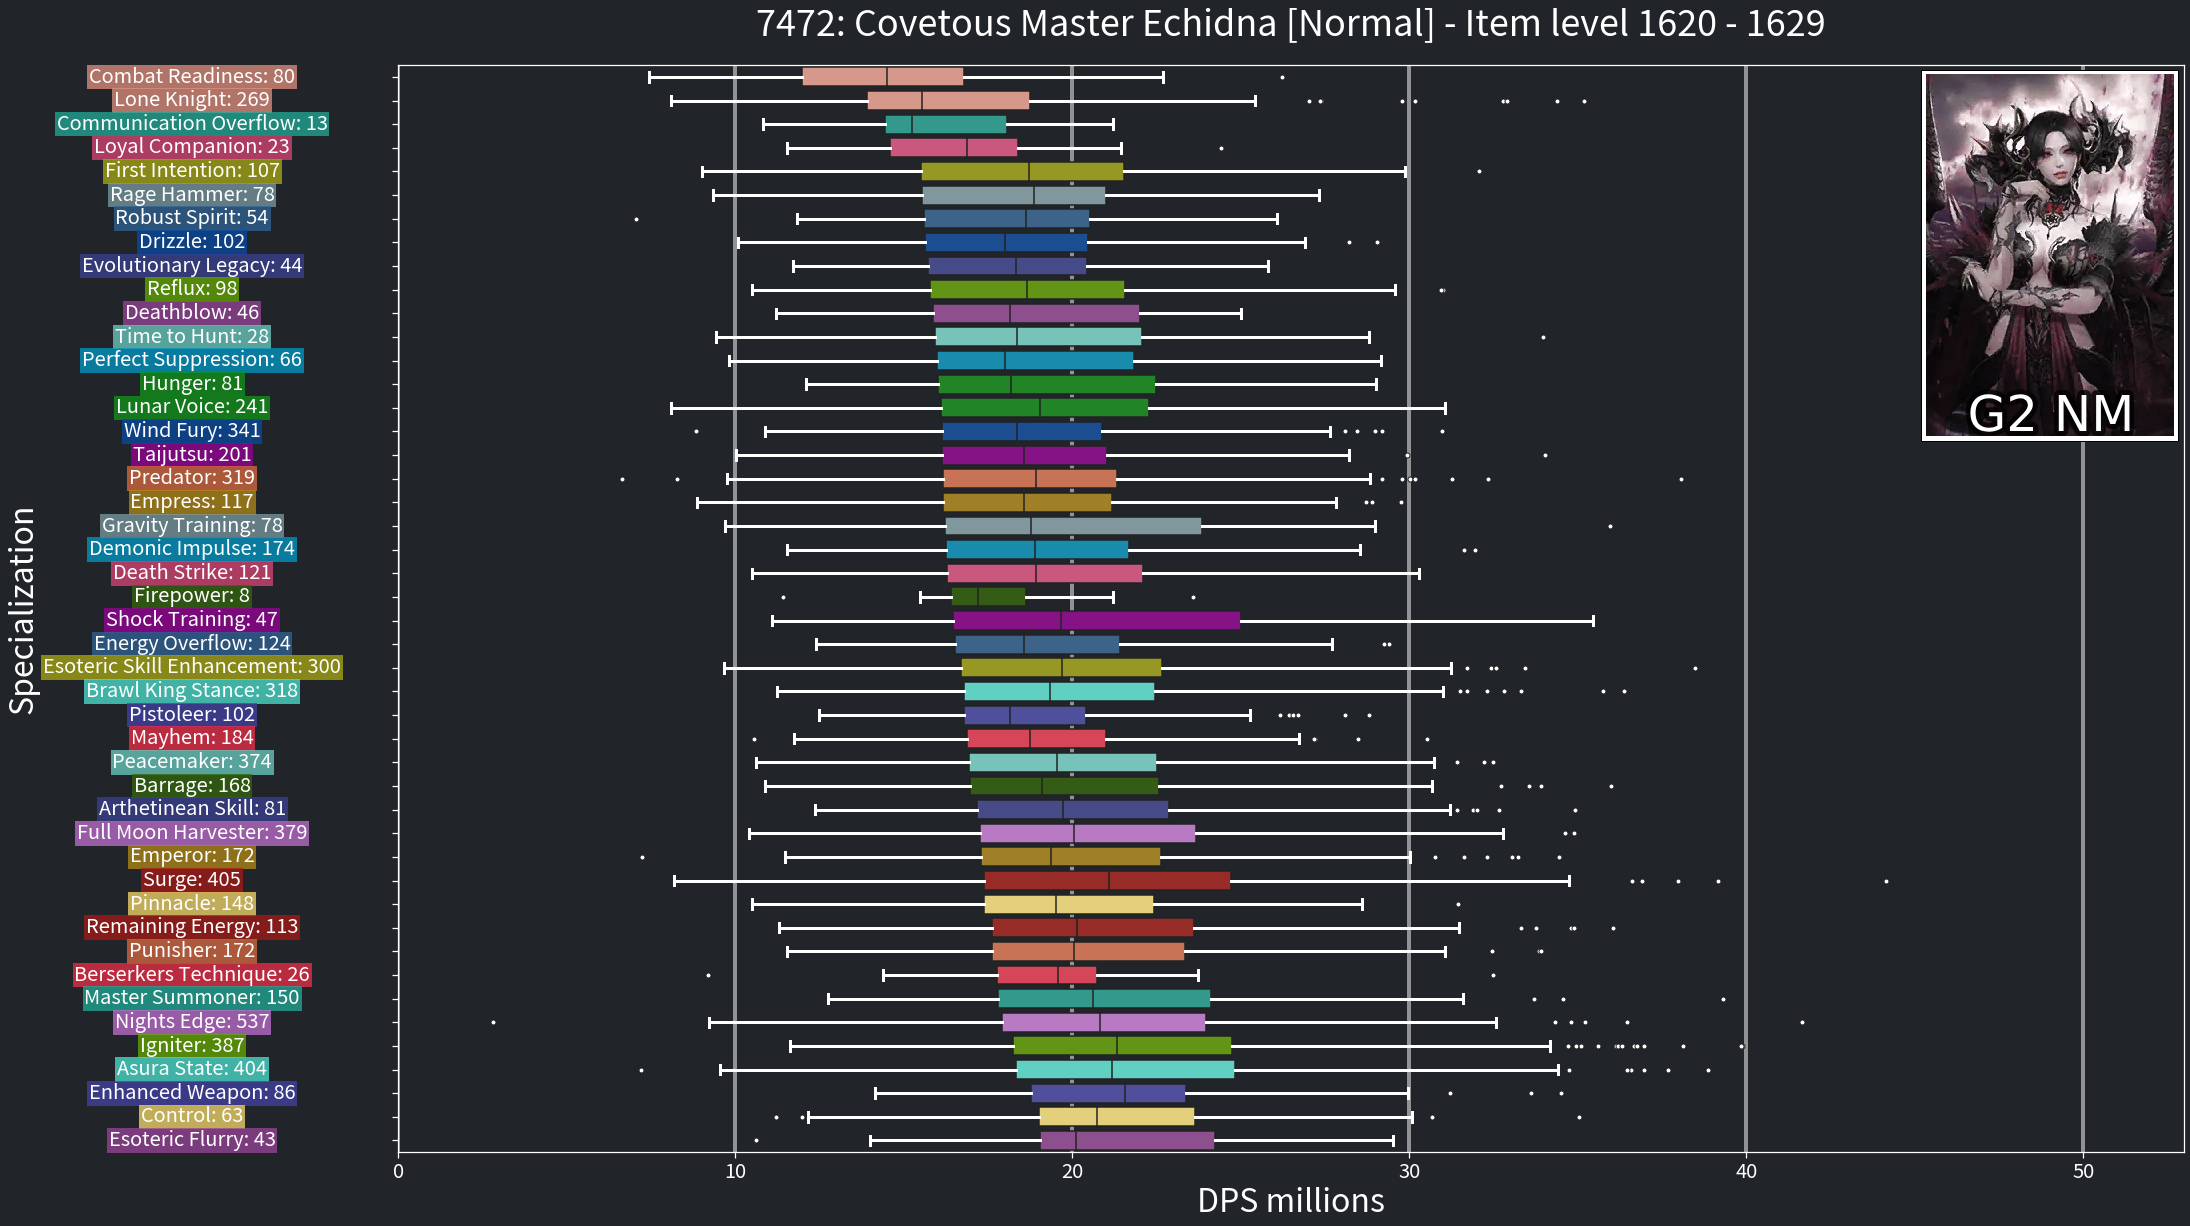 7472: Covetous Master Echidna [Normal] - Item level 1620 - 1629
Combat Readiness: 80
Lone Knight: 269
Communication Overflow: 13
Loyal Companion: 23
First Intention: 107
Rage Hammer: 78
Robust Spirit: 54
Drizzle: 102
Evolutionary Legacy: 44
Reflux: 98
Deathblow: 46
Time to Hunt: 28
Perfect Suppression: 66
Hunger: 81
Lunar Voice: 241
Wind Fury: 341
Taijutsu: 201
Predator: 319
Empress: 117
Gravity Training: 78
Demonic Impulse: 174
Death Strike: 121
Firepower: 8
Shock Training: 47
Energy Overflow: 124
Esoteric Skill Enhancement: 300
Brawl King Stance: 318
Pistoleer: 102
Mayhem: 184
Peacemaker: 374
Barrage: 168
Arthetinean Skill: 81
Full Moon Harvester: 379
Emperor: 172
Surge: 405
Pinnacle: 148
Remaining Energy: 113
Punisher: 172
Berserkers Technique: 26
Master Summoner: 150
Nights Edge: 537
Igniter: 387
Asura State: 404
Enhanced Weapon: 86
Control: 63
Esoteric Flurry: 43
Specialization
G2 NM
0 10 20 30 40 50
DPS millions